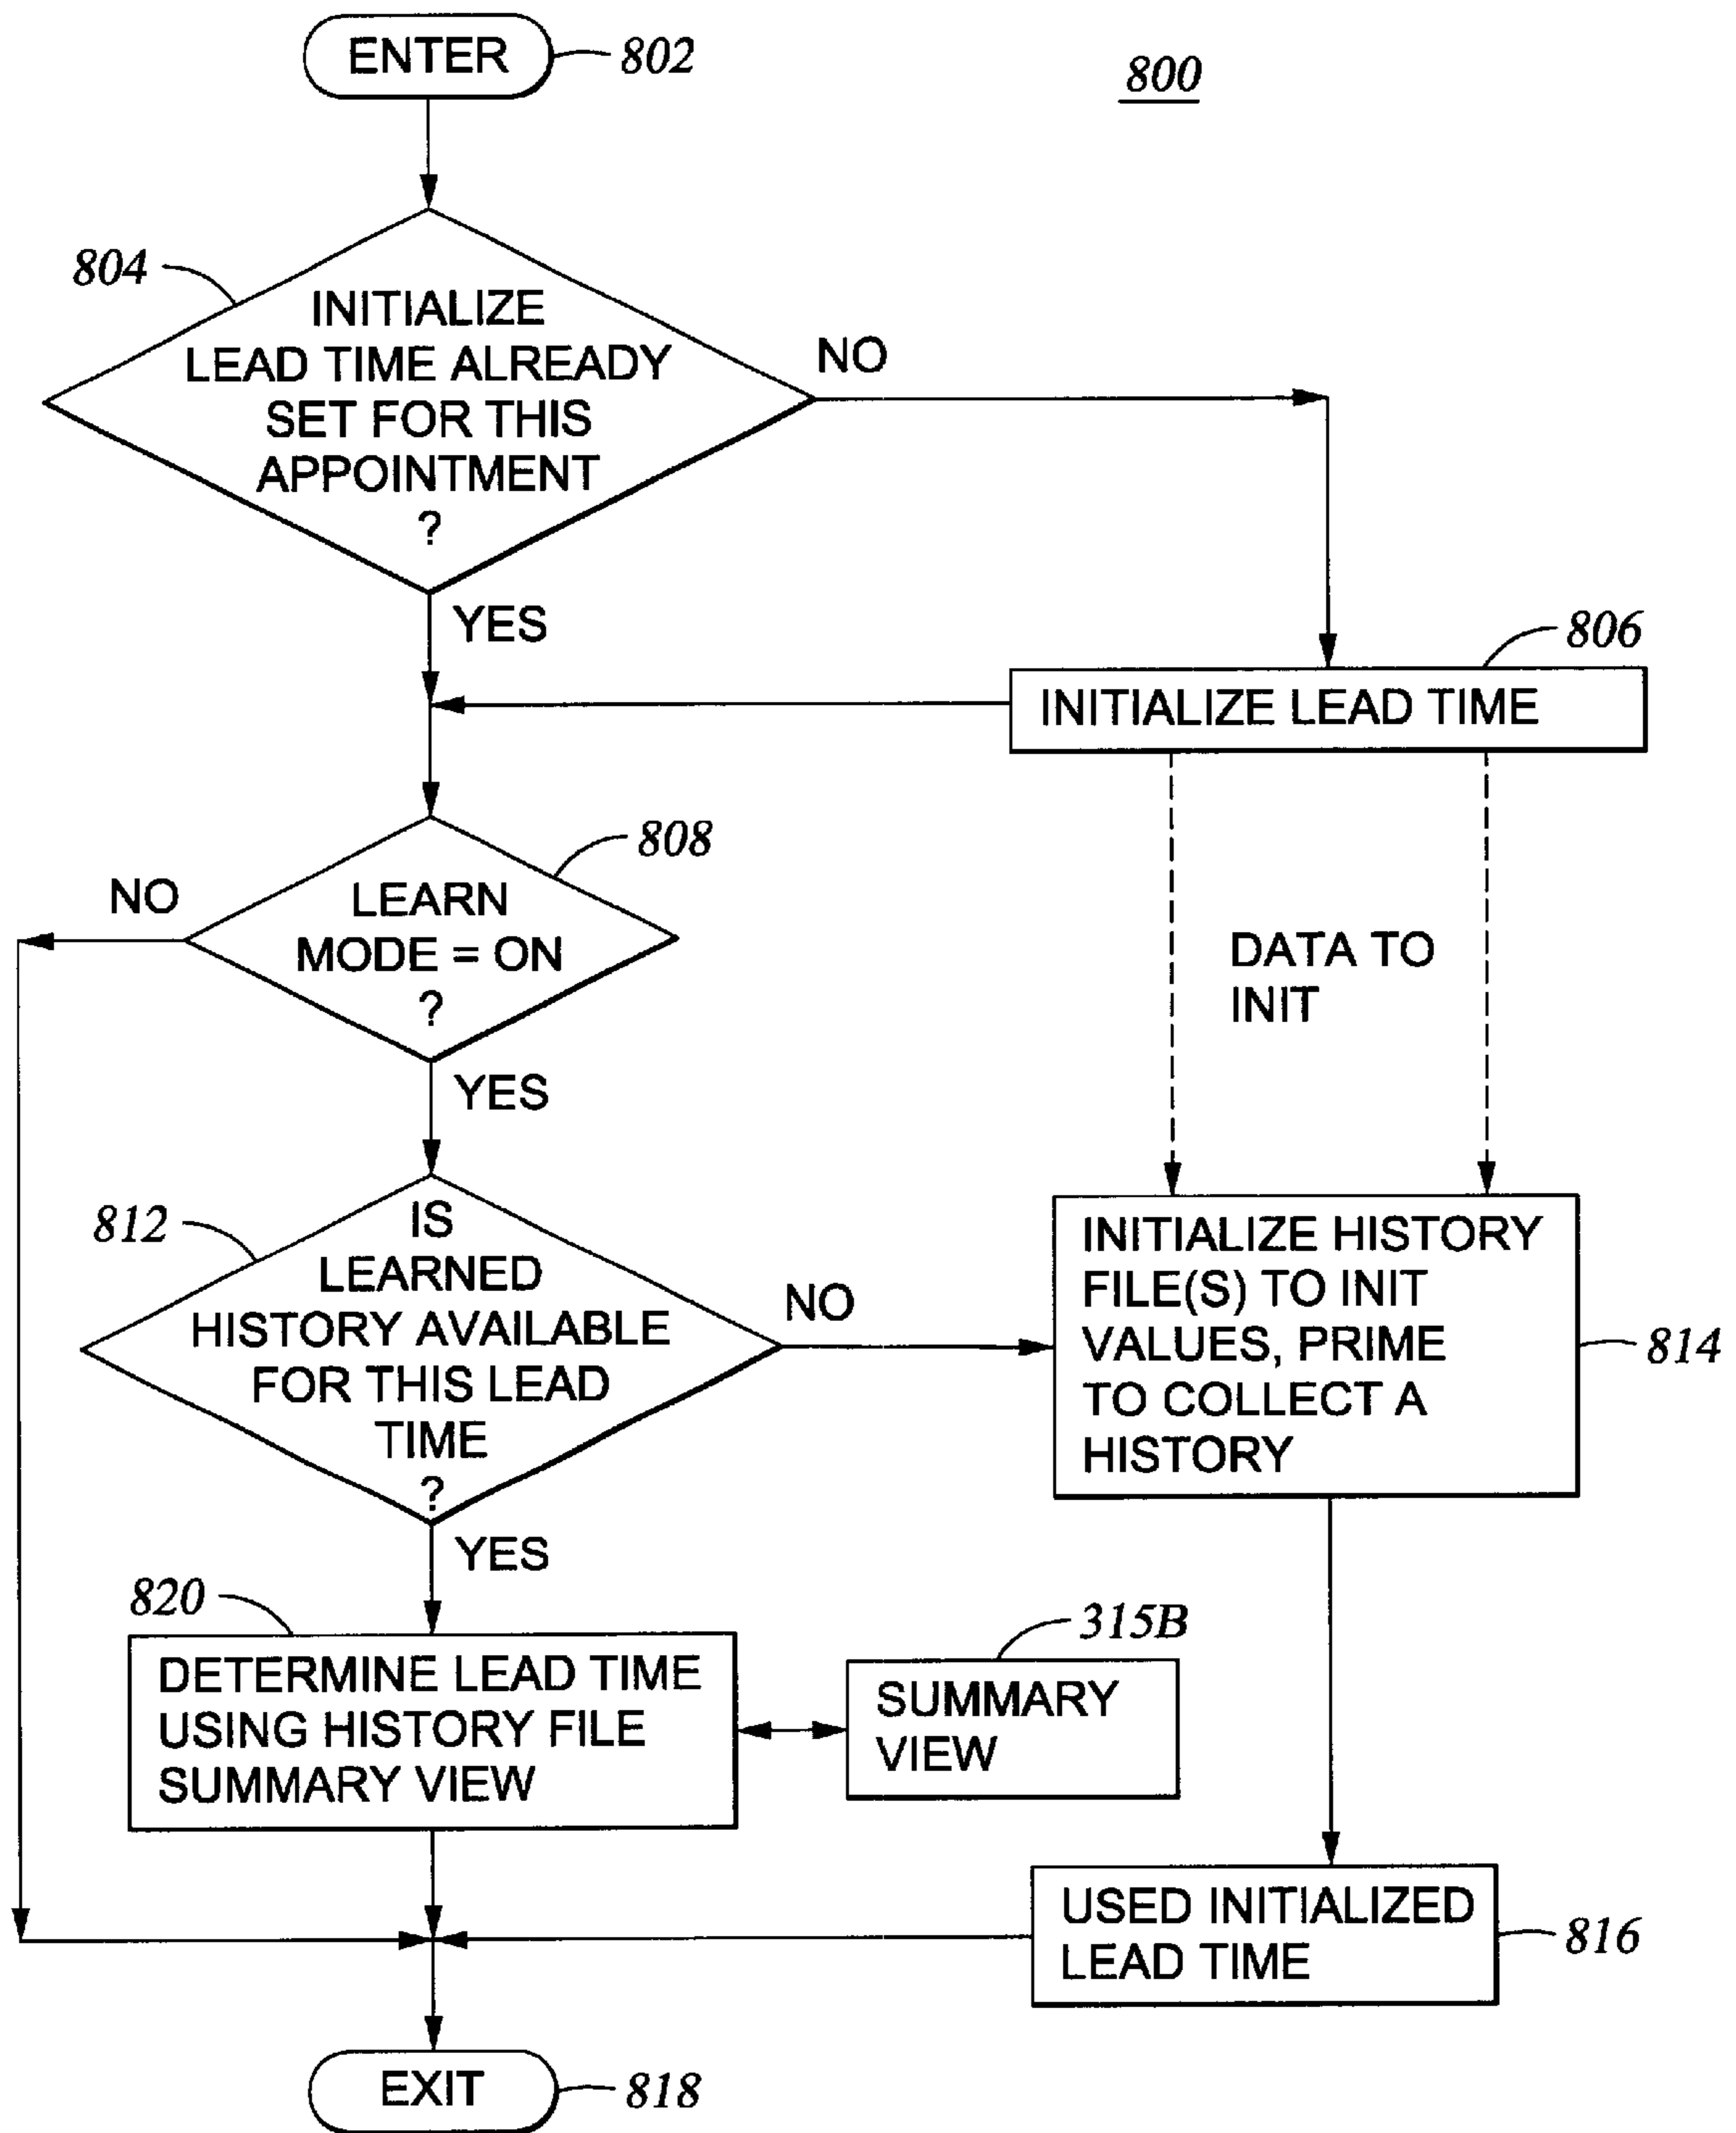 ENTER
802
800
804
INITIALIZE
LEAD TIME ALREADY
SET FOR THIS
APPOINTMENT
?
NO
YES
806
INITIALIZE LEAD TIME
808
NO
LEARN
MODE = ON
?
DATA TO
INIT
YES
812
IS
LEARNED
HISTORY AVAILABLE
FOR THIS LEAD
TIME
?
NO
INITIALIZE HISTORY
FILE(S) TO INIT
VALUES, PRIME
TO COLLECT A
HISTORY
814
YES
820
DETERMINE LEAD TIME
USING HISTORY FILE
SUMMARY VIEW
315B
SUMMARY
VIEW
USED INITIALIZED
LEAD TIME
816
EXIT
818